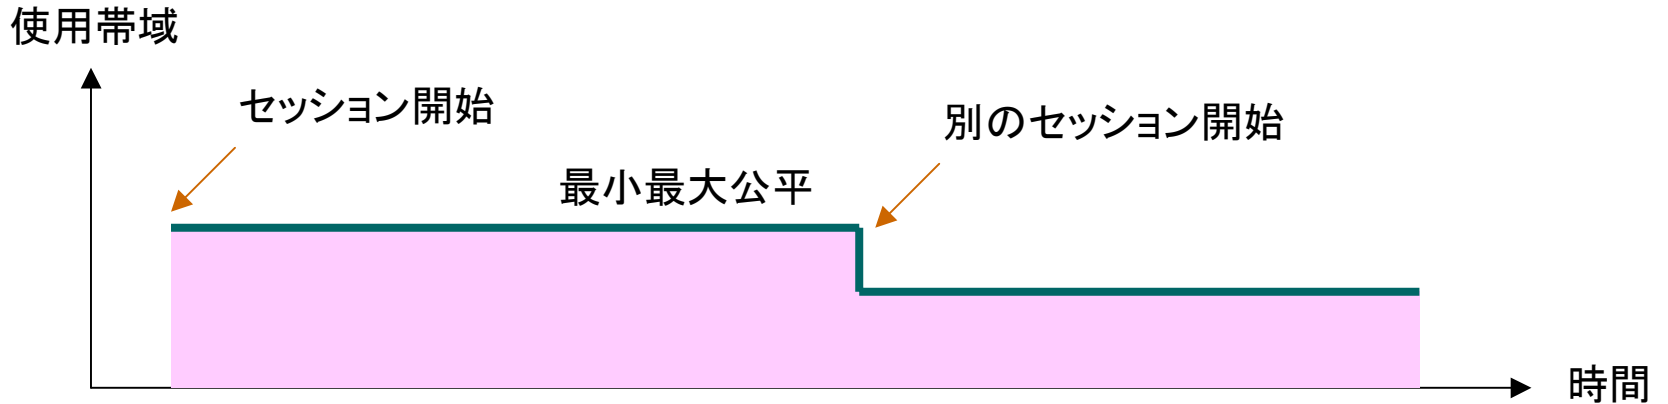 使用帯域
セッション開始
別のセッション開始
最小最大公平
時間